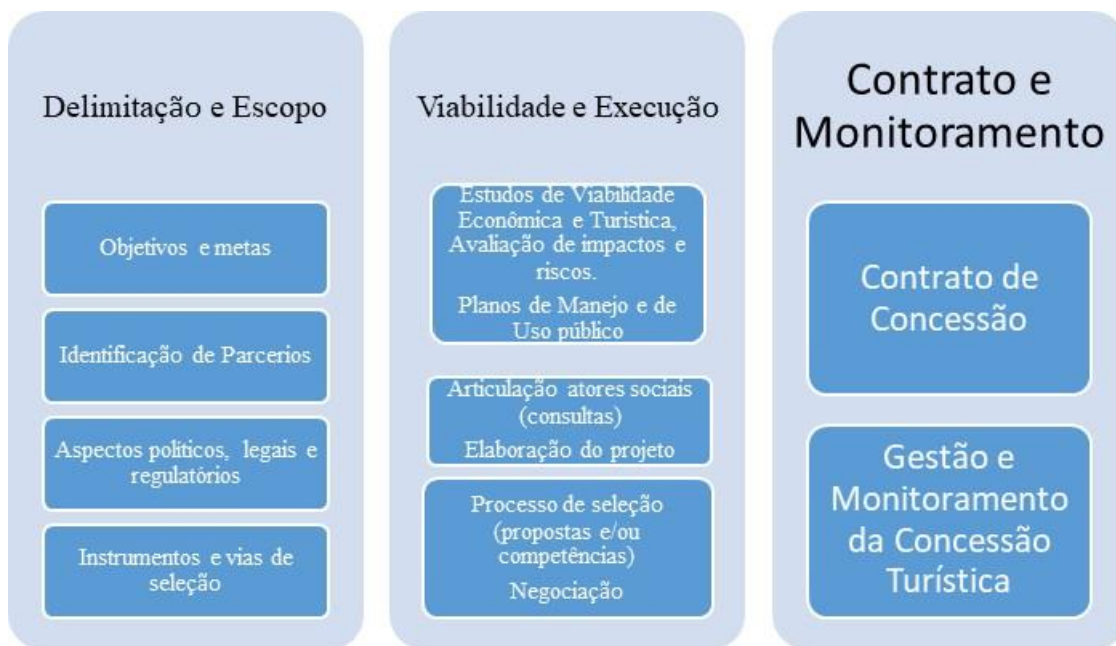 Delimitação e Escopo
Objetivos e metas
Identificação de Parcerios
Aspectos políticos, legais e
regulatórios
Instrumentos e vias de
seleção
Viabilidade e Execução
Estudos de Viabilidade
Econômica e Turística,
Avaliação de impactos e
riscos.
Planos de Manejo e de
Uso público
Articulação atores sociais
(consultas)
Elaboração do projeto
Processo de seleção
(propostas e/ou
competências)
Negociação
Contrato e
Monitoramento
Contrato de
Concessão
Gestão e
Monitoramento
da Concessão
Turística